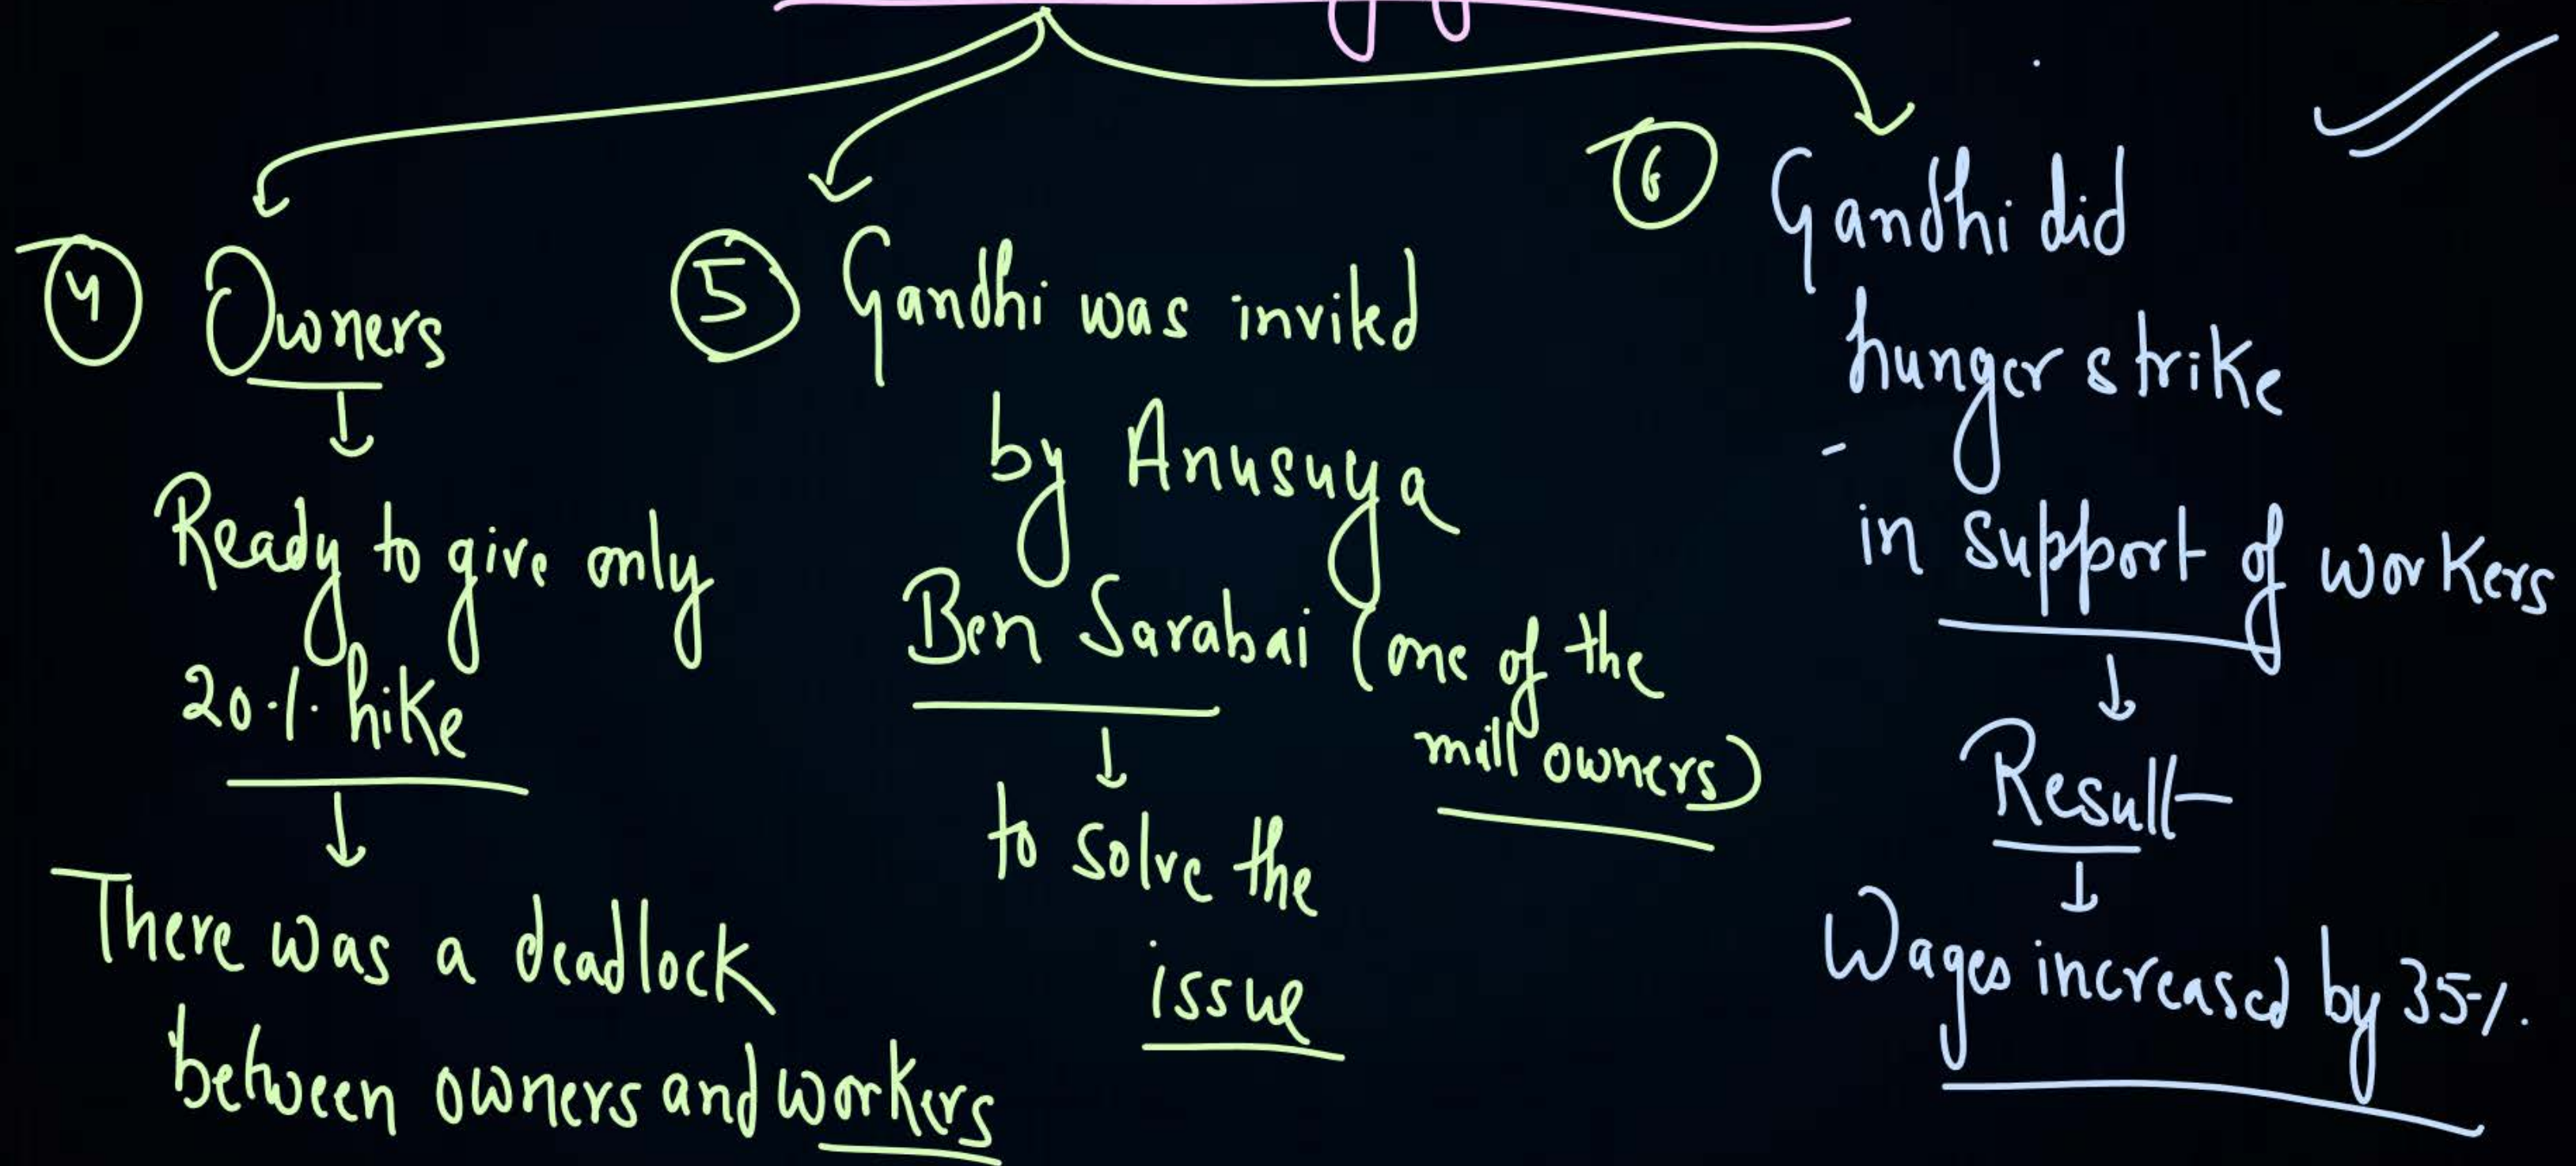 4 Owners
Ready to give only
20% hike
There was a deadlock
between owners and workers
5 Gandhi was invited
by Anusuya
Ben Sarabai (one of the
mill owners)
to solve the
issue
6 Gandhi did
hunger strike
in support of workers
Result
Wages increased by 35%.